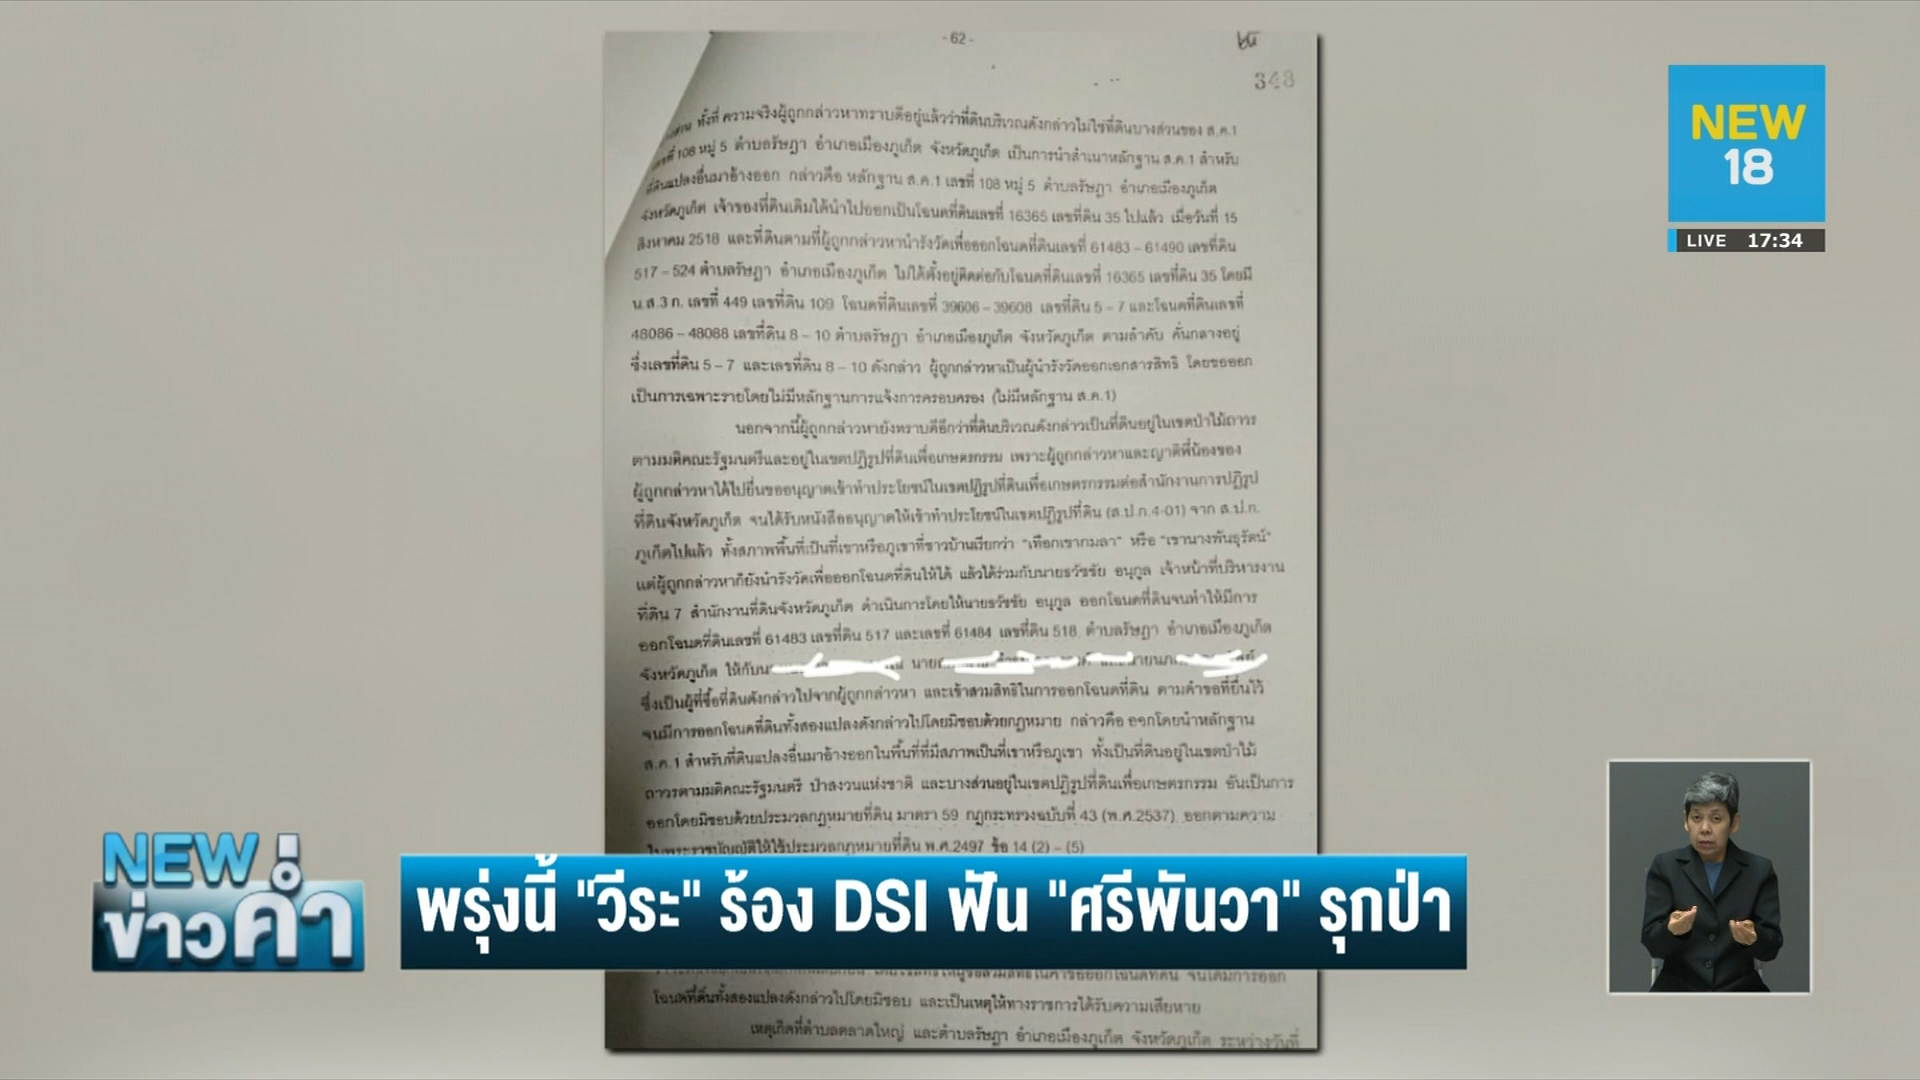 - 62 -
348
ทั้งที่ ความจริงผู้ถูกกล่าวหาทราบดีอยู่แล้วว่าที่ดินบริเวณดังกล่าวไม่ใช่ที่ดินบางส่วนของ ส.ค.1
เลขที่ 108 หมู่ 5 ตำบลรัษฎา อำเภอเมืองภูเก็ต จังหวัดภูเก็ต เป็นการนำสำเนาหลักฐาน ส.ค.1 สำหรับ
ที่ดินแปลงอื่นมาอ้างออก กล่าวคือ หลักฐาน ส.ค.1 เลขที่ 108 หมู่ 5 ตำบลรัษฎา อำเภอเมืองภูเก็ต
จังหวัดภูเก็ต เจ้าของที่ดินเดิมได้นำไปออกเป็นโฉนดที่ดินเลขที่ 16365 เลขที่ดิน 35 ไปแล้ว เมื่อวันที่ 15
สิงหาคม 2518 และที่ดินตามที่ผู้ถูกกล่าวหานำรังวัดเพื่อออกโฉนดที่ดินเลขที่ 61483 – 61490 เลขที่ดิน
517 – 524 ตำบลรัษฎา อำเภอเมืองภูเก็ต ไม่ได้ตั้งอยู่ติดต่อกับโฉนดที่ดินเลขที่ 16365 เลขที่ดิน 35 โดยมี
น.ส.3 ก. เลขที่ 449 เลขที่ดิน 109 โฉนดที่ดินเลขที่ 39606 – 39608 เลขที่ดิน 5 – 7 และโฉนดที่ดินเลขที่
48086 – 48088 เลขที่ดิน 8 – 10 ตำบลรัษฎา อำเภอเมืองภูเก็ต จังหวัดภูเก็ต ตามลำดับ คั่นกลางอยู่
ซึ่งเลขที่ดิน 5 – 7 และเลขที่ดิน 8 – 10 ดังกล่าว ผู้ถูกกล่าวหาเป็นผู้นำรังวัดออกเอกสารสิทธิ โดยขอออก
เป็นการเฉพาะรายโดยไม่มีหลักฐานการแจ้งการครอบครอง (ไม่มีหลักฐาน ส.ค.1)
นอกจากนี้ผู้ถูกกล่าวหายังทราบดีอีกว่าที่ดินบริเวณดังกล่าวเป็นที่ดินอยู่ในเขตป่าไม้ถาวร
ตามมติคณะรัฐมนตรีและอยู่ในเขตปฏิรูปที่ดินเพื่อเกษตรกรรม เพราะผู้ถูกกล่าวหาและญาติพี่น้องของ
ผู้ถูกกล่าวหาได้ไปยื่นขออนุญาตเข้าทำประโยชน์ในเขตปฏิรูปที่ดินเพื่อเกษตรกรรมต่อสำนักงานการปฏิรูป
ที่ดินจังหวัดภูเก็ต จนได้รับหนังสืออนุญาตให้เข้าทำประโยชน์ในเขตปฏิรูปที่ดิน (ส.ป.ก.4-01) จาก ส.ป.ก.
ภูเก็ตไปแล้ว ทั้งสภาพพื้นที่เป็นที่เขาหรือภูเขาที่ชาวบ้านเรียกว่า "เทือกเขากมลา" หรือ "เขานางพันธุรัตน์"
แต่ผู้ถูกกล่าวหาก็ยังนำรังวัดเพื่อออกโฉนดที่ดินให้ได้ แล้วได้ร่วมกับนายธวัชชัย อนุกูล เจ้าหน้าที่บริหารงาน
ที่ดิน 7 สำนักงานที่ดินจังหวัดภูเก็ต ดำเนินการโดยให้นายธวัชชัย อนุกูล ออกโฉนดที่ดินจนทำให้มีการ
ออกโฉนดที่ดินเลขที่ 61483 เลขที่ดิน 517 และเลขที่ 61484 เลขที่ดิน 518 ตำบลรัษฎา อำเภอเมืองภูเก็ต
จังหวัดภูเก็ต ให้กับ
ซึ่งเป็นผู้ที่ซื้อที่ดินดังกล่าวไปจากผู้ถูกกล่าวหา และเข้าสวมสิทธิในการออกโฉนดที่ดิน ตามคำขอที่ยื่นไว้
จนมีการออกโฉนดที่ดินทั้งสองแปลงดังกล่าวไปโดยมิชอบด้วยกฎหมาย กล่าวคือ ออกโดยนำหลักฐาน
ส.ค.1 สำหรับที่ดินแปลงอื่นมาอ้างออกในพื้นที่ที่มีสภาพเป็นที่เขาหรือภูเขา ทั้งเป็นที่ดินอยู่ในเขตป่าไม้
ถาวรตามมติคณะรัฐมนตรี ป่าสงวนแห่งชาติ และบางส่วนอยู่ในเขตปฏิรูปที่ดินเพื่อเกษตรกรรม อันเป็นการ
ออกโดยมิชอบด้วยประมวลกฎหมายที่ดิน มาตรา 59 กฎกระทรวงฉบับที่ 43 (พ.ศ.2537) ออกตามความ
ในพระราชบัญญัติให้ใช้ประมวลกฎหมายที่ดิน พ.ศ.2497 ข้อ 14 (2) – (5)
โฉนดที่ดินทั้งสองแปลงดังกล่าวไปโดยมิชอบ และเป็นเหตุให้ทางราชการได้รับความเสียหาย
เหตุเกิดที่ตำบลตลาดใหญ่ และตำบลรัษฎา อำเภอเมืองภูเก็ต จังหวัดภูเก็ต ระหว่างวันที่
NEW
18
LIVE 17:34
NEW
ข่าวค่ำ
พรุ่งนี้ "วีระ" ร้อง DSI ฟัน "ศรีพันวา" รุกป่า